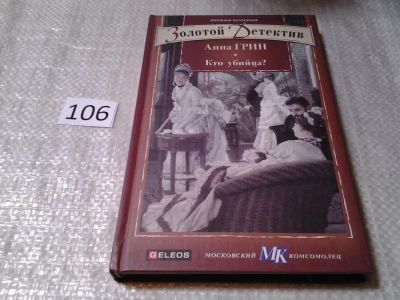 Золотой Детектив
Анна ГРИН
Кто убийца?
106
GELEOS
МОСКОВСКИЙ МК КОМСОМОЛЕЦ